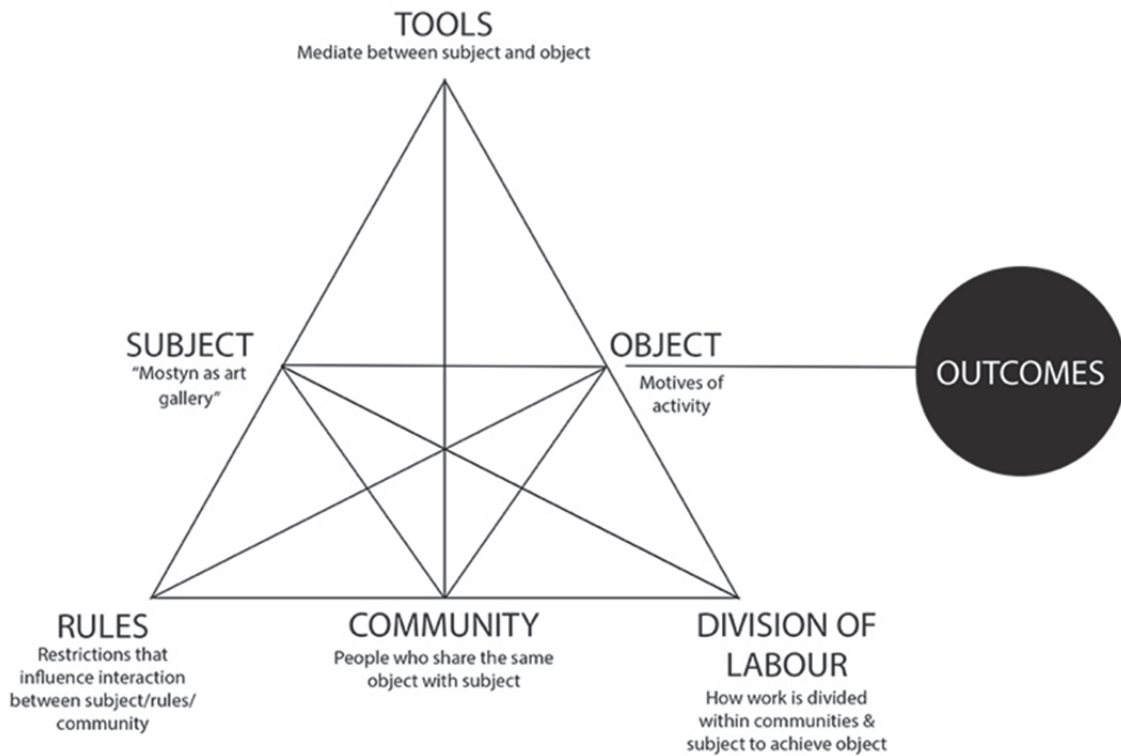 TOOLS
Mediate between subject and object
SUBJECT
"Mostyn as art
gallery"
OBJECT
Motives of
activity
OUTCOMES
RULES
Restrictions that
influence interaction
between subject/rules/
community
COMMUNITY
People who share the same
object with subject
DIVISION OF
LABOUR
How work is divided
within communities &
subject to achieve object